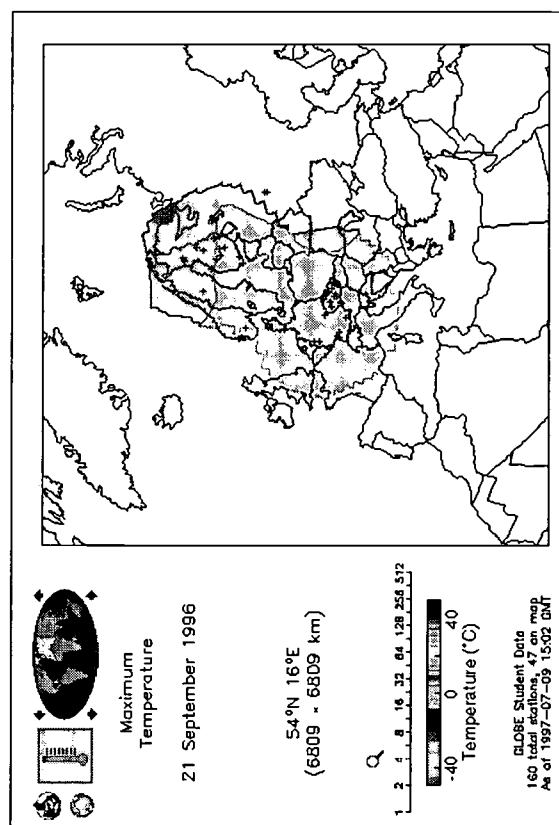 Maximum
Temperature
21 September 1996
54°N 16°E
(6809 × 6809 km)
1 2 4 8 16 32 64 128 256 512
-40 0 40
Temperature (°C)
GLOBE Student Data
160 total stations, 47 on map
As of 1997-07-09 15:02 GMT